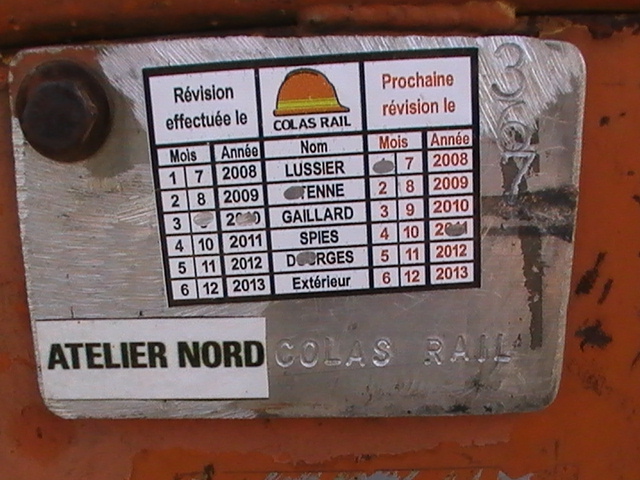 367
Révision
effectuée le
COLAS RAIL
Prochaine
révision le
Mois Année Nom Mois Année
1 7 2008 LUSSIER 7 2008
2 8 2009 2 8 2009
3 GAILLARD 3 9 2010
4 10 2011 SPIES 4 10
5 11 2012 5 11 2012
6 12 2013 Extérieur 6 12 2013
ATELIER NORD
COLAS RAIL